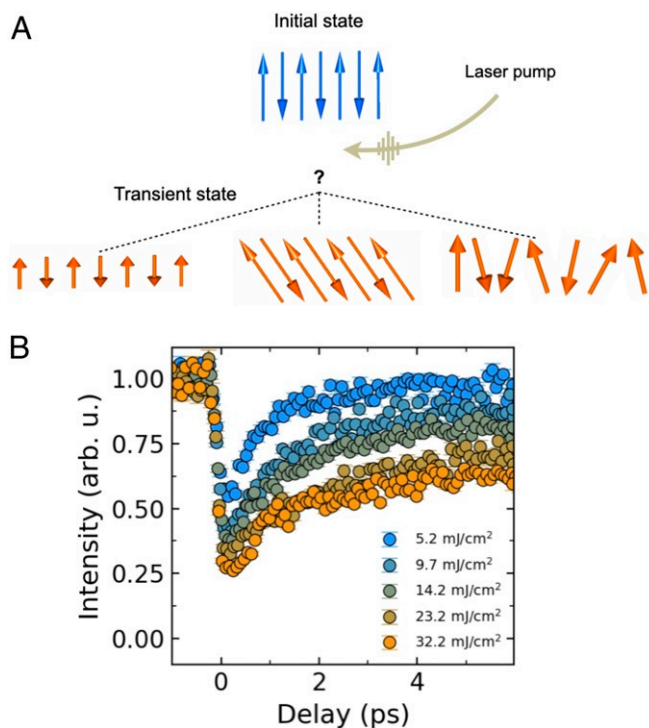 A
Initial state
Laser pump
?
Transient state
B
Intensity (arb. u.)
1.00
0.75
0.50
0.25
0.00
5.2 mJ/cm²
9.7 mJ/cm²
14.2 mJ/cm²
23.2 mJ/cm²
32.2 mJ/cm²
0 2 4
Delay (ps)